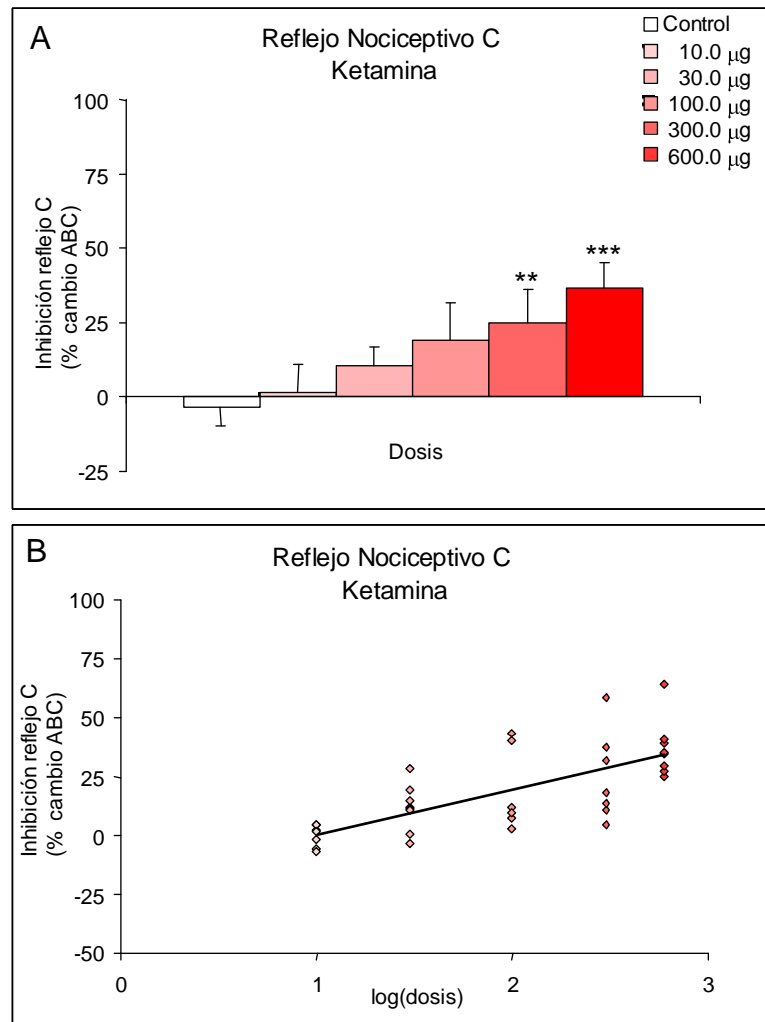 A
Reflejo Nociceptivo C
Ketamina
Control
10.0 μg
30.0 μg
100.0 μg
300.0 μg
600.0 μg
100
75
50
25
0
-25
Inhibición reflejo C
(% cambio ABC)
**
***
Dosis
B
Reflejo Nociceptivo C
Ketamina
100
75
50
25
0
-25
-50
Inhibición reflejo C
(% cambio ABC)
0
1
2
3
log(dosis)